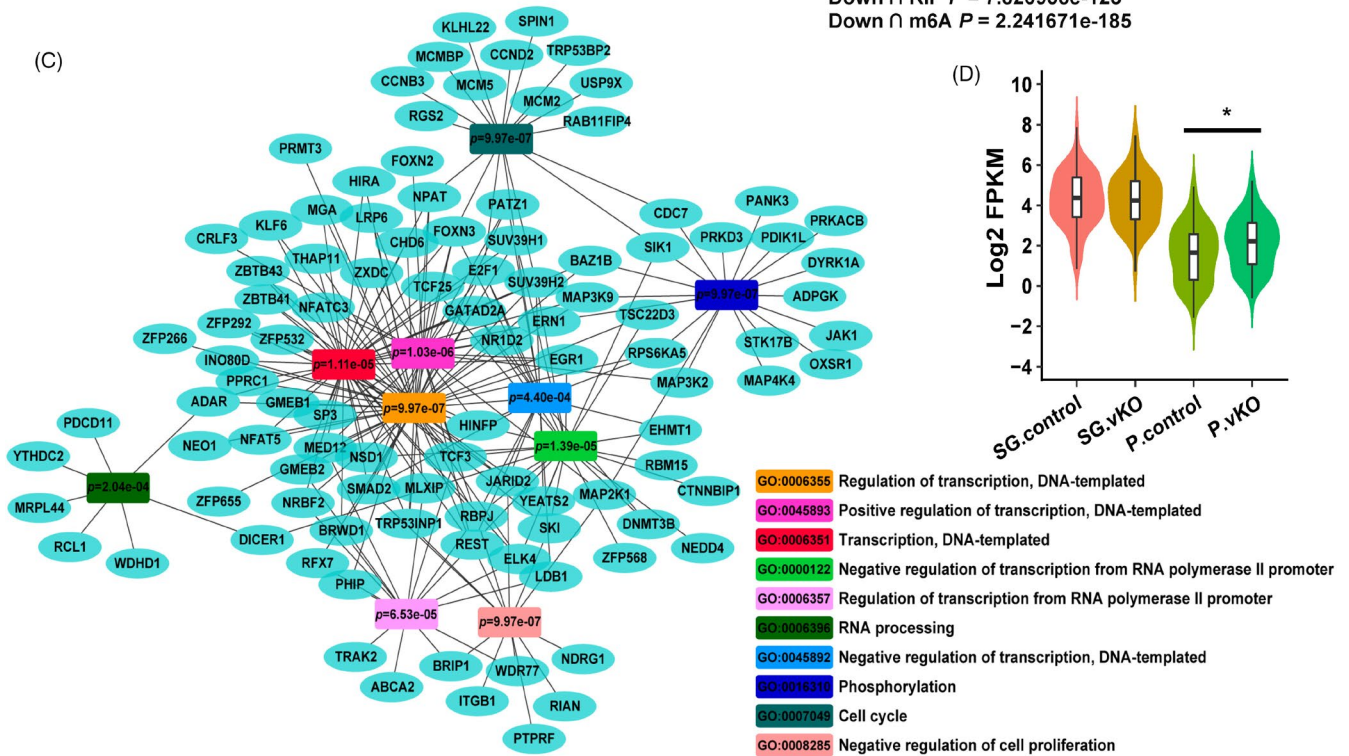 Down ∩ m6A P = 2.241671e-185
(C)
KLHL22
SPIN1
MCMBP
CCND2
TRP53BP2
CCNB3
MCM5
USP9X
MCM2
RGS2
RAB11FIP4
p=9.97e-07
PRMT3
FOXN2
HIRA
NPAT
PATZ1
MGA
LRP6
KLF6
FOXN3
CRLF3
CHD6
SUV39H1
THAP11
ZXDC
ZBTB43
E2F1
BAZ1B
TCF25
SUV39H2
ZBTB41
NFATC3
MAP3K9
GATAD2A
ZFP292
ERN1
TSC22D3
ZFP266
ZFP532
NR1D2
INO80D
p=1.11e-05
p=1.03e-06
EGR1
RPS6KA5
PPRC1
MAP3K2
ADAR
GMEB1
SP3
p=9.97e-07
p=4.40e-04
CDC7
PANK3
PRKACB
SIK1
PRKD3
PDIK1L
DYRK1A
p=9.97e-07
ADPGK
JAK1
STK17B
OXSR1
MAP4K4
PDCD11
NEO1
NFAT5
MED12
HINFP
EHMT1
YTHDC2
NSD1
TCF3
p=1.39e-05
RBM15
p=2.04e-04
GMEB2
SMAD2
MLXIP
JARID2
CTNNBIP1
MRPL44
ZFP655
NRBF2
YEATS2
MAP2K1
RCL1
DICER1
BRWD1
TRP53INP1
RBPJ
SKI
DNMT3B
WDHD1
REST
NEDD4
RFX7
ELK4
ZFP568
PHIP
LDB1
p=6.53e-05
p=9.97e-07
TRAK2
BRIP1
WDR77
NDRG1
ABCA2
ITGB1
RIAN
PTPRF
(D)
Log2 FPKM
10
8
6
4
2
0
−2
−4
*
SG.control
SG.vKO
P.control
P.vKO
GO:0006355 Regulation of transcription, DNA-templated
GO:0045893 Positive regulation of transcription, DNA-templated
GO:0006351 Transcription, DNA-templated
GO:0000122 Negative regulation of transcription from RNA polymerase II promoter
GO:0006357 Regulation of transcription from RNA polymerase II promoter
GO:0006396 RNA processing
GO:0045892 Negative regulation of transcription, DNA-templated
GO:0016310 Phosphorylation
GO:0007049 Cell cycle
GO:0008285 Negative regulation of cell proliferation